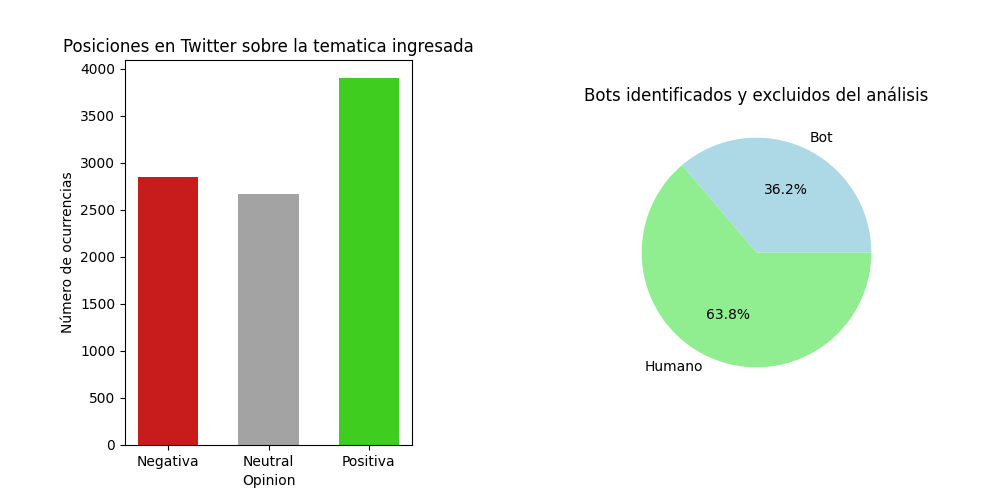 Posiciones en Twitter sobre la tematica ingresada
Número de ocurrencias
4000
3500
3000
2500
2000
1500
1000
500
0
Negativa
Neutral
Positiva
Opinion
Bots identificados y excluidos del análisis
Bot
36.2%
63.8%
Humano